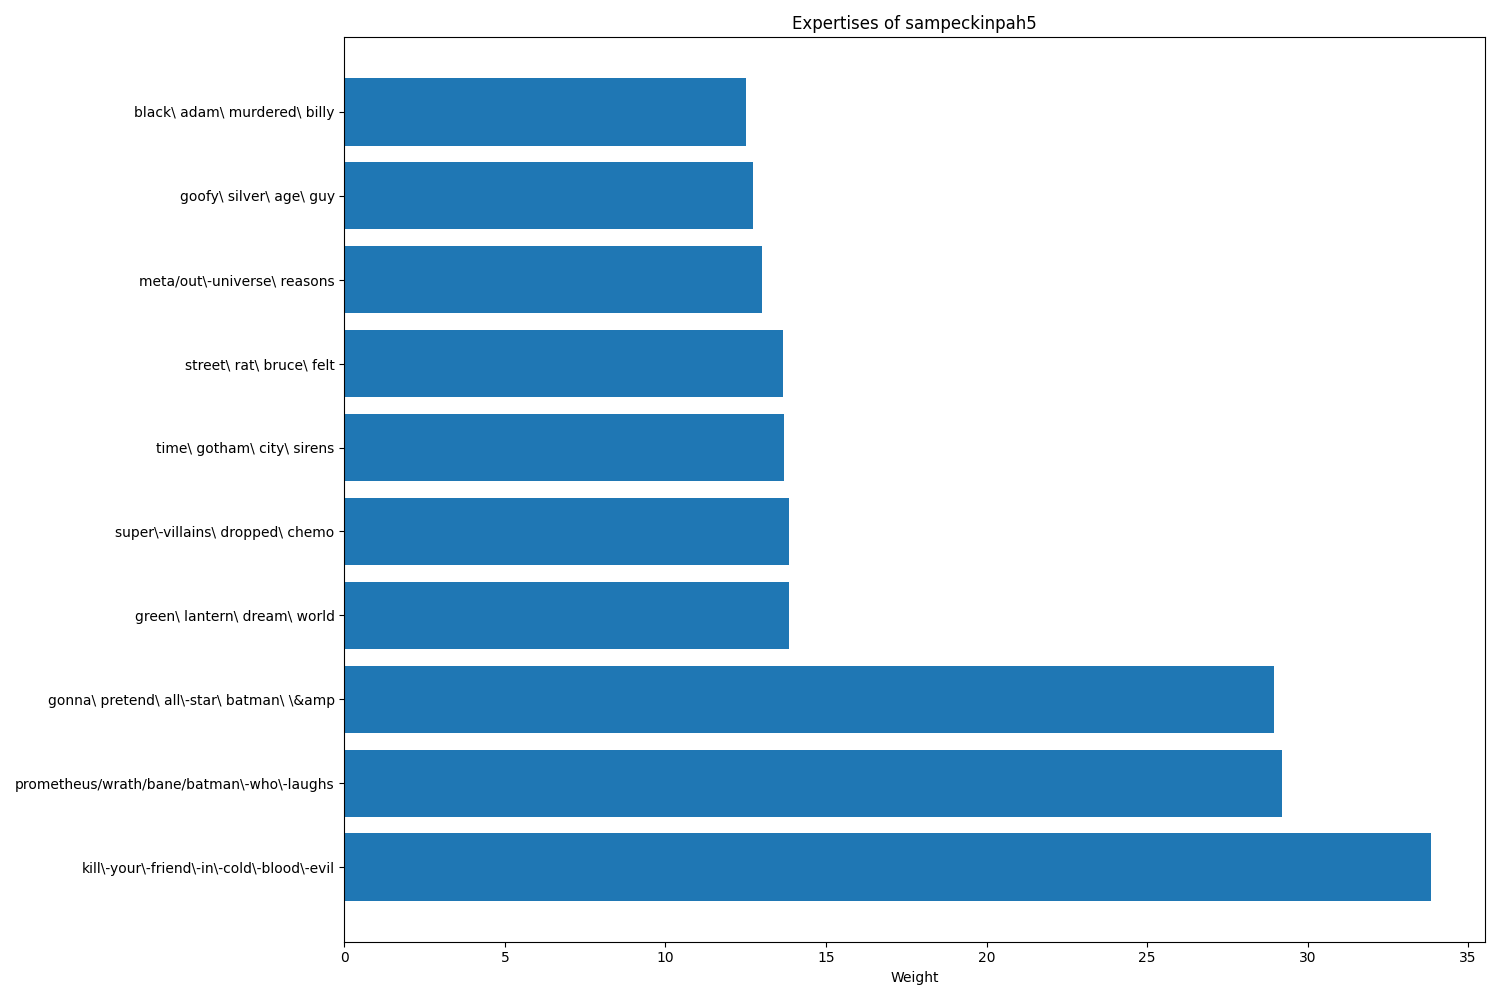 Expertises of sampeckinpah5
black\ adam\ murdered\ billy
goofy\ silver\ age\ guy
meta/out\-universe\ reasons
street\ rat\ bruce\ felt
time\ gotham\ city\ sirens
super\-villains\ dropped\ chemo
green\ lantern\ dream\ world
gonna\ pretend\ all\-star\ batman\ \&amp
prometheus/wrath/bane/batman\-who\-laughs
kill\-your\-friend\-in\-cold\-blood\-evil
0 5 10 15 20 25 30 35
Weight